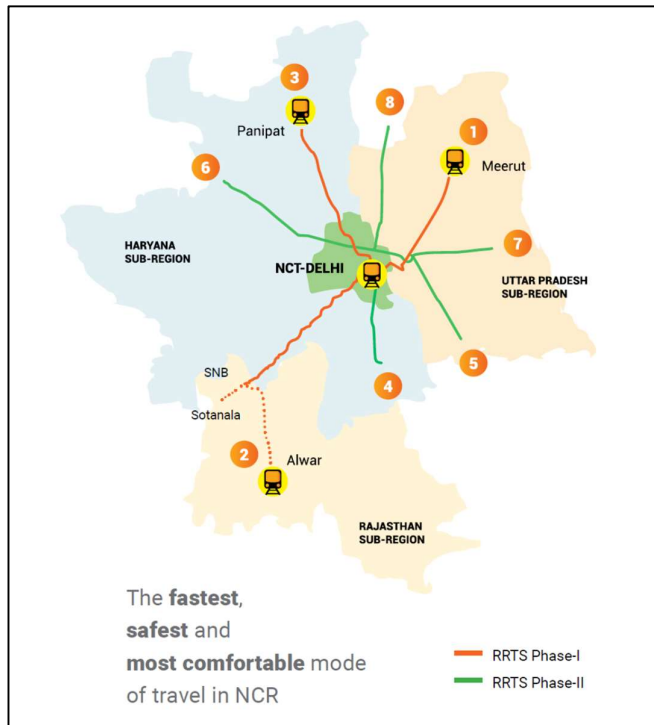 3
8
1
Panipat
Meerut
6
HARYANA
SUB-REGION
NCT-DELHI
7
UTTAR PRADESH
SUB-REGION
SNB
4
5
Sotanala
2
Alwar
RAJASTHAN
SUB-REGION
The fastest,
safest and
most comfortable mode
of travel in NCR
RRTS Phase-I
RRTS Phase-II